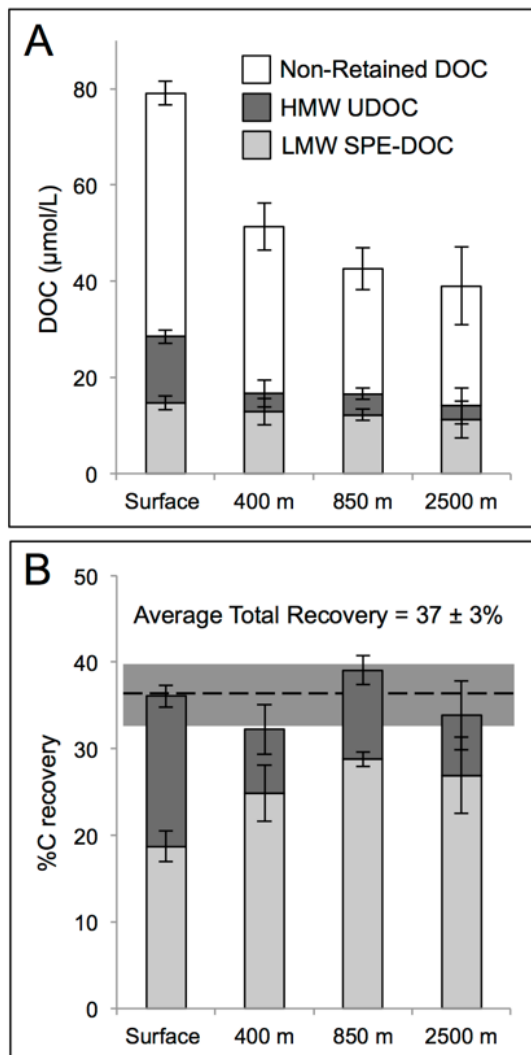 A
Non-Retained DOC
HMW UDOC
LMW SPE-DOC
DOC (µmol/L)
80
60
40
20
0
Surface 400 m 850 m 2500 m
B
Average Total Recovery = 37 ± 3%
%C recovery
50
40
30
20
10
0
Surface 400 m 850 m 2500 m